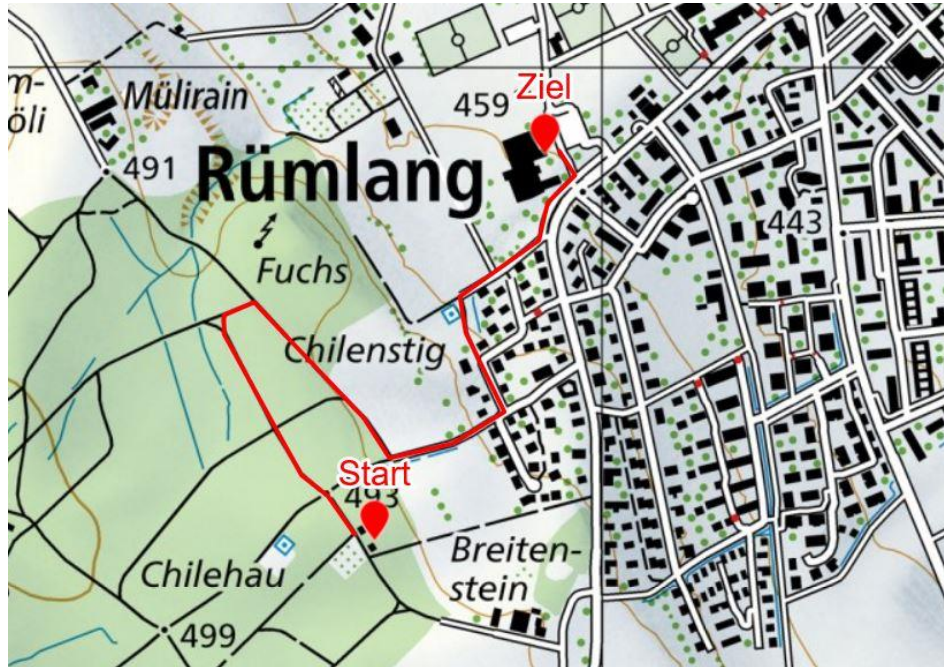 m-
öli
Mülirain
459
Ziel
491
Rümlang
443
Fuchs
Chilenstig
Start
493
Chilehau
Breiten-
stein
499